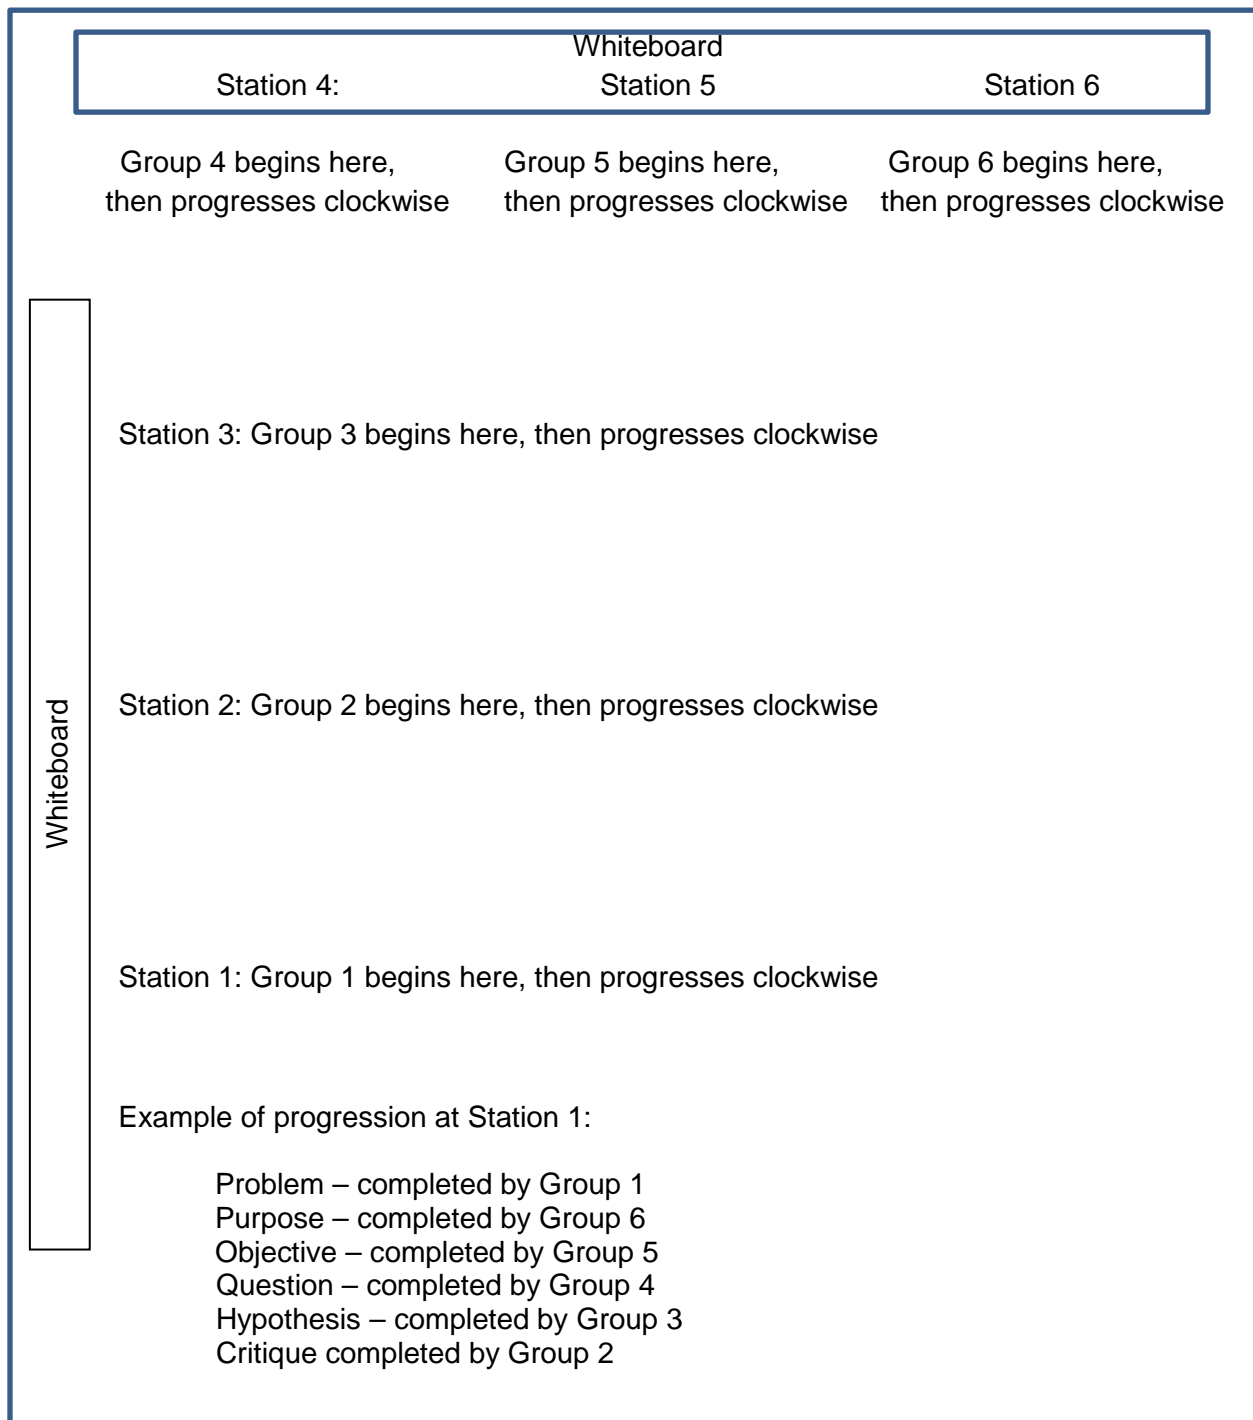 Whiteboard
Station 4: Station 5 Station 6
Group 4 begins here, Group 5 begins here, Group 6 begins here,
then progresses clockwise then progresses clockwise then progresses clockwise
Station 3: Group 3 begins here, then progresses clockwise
Station 2: Group 2 begins here, then progresses clockwise
Whiteboard
Station 1: Group 1 begins here, then progresses clockwise
Example of progression at Station 1:
Problem – completed by Group 1
Purpose – completed by Group 6
Objective – completed by Group 5
Question – completed by Group 4
Hypothesis – completed by Group 3
Critique completed by Group 2